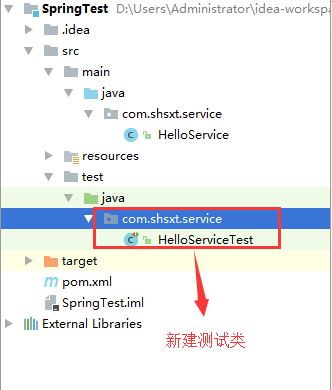 SpringTest D:\Users\Administrator\idea-workspa
.idea
src
main
java
com.shsxt.service
HelloService
resources
test
java
com.shsxt.service
HelloServiceTest
target
pom.xml
SpringTest.iml
External Libraries
新建测试类